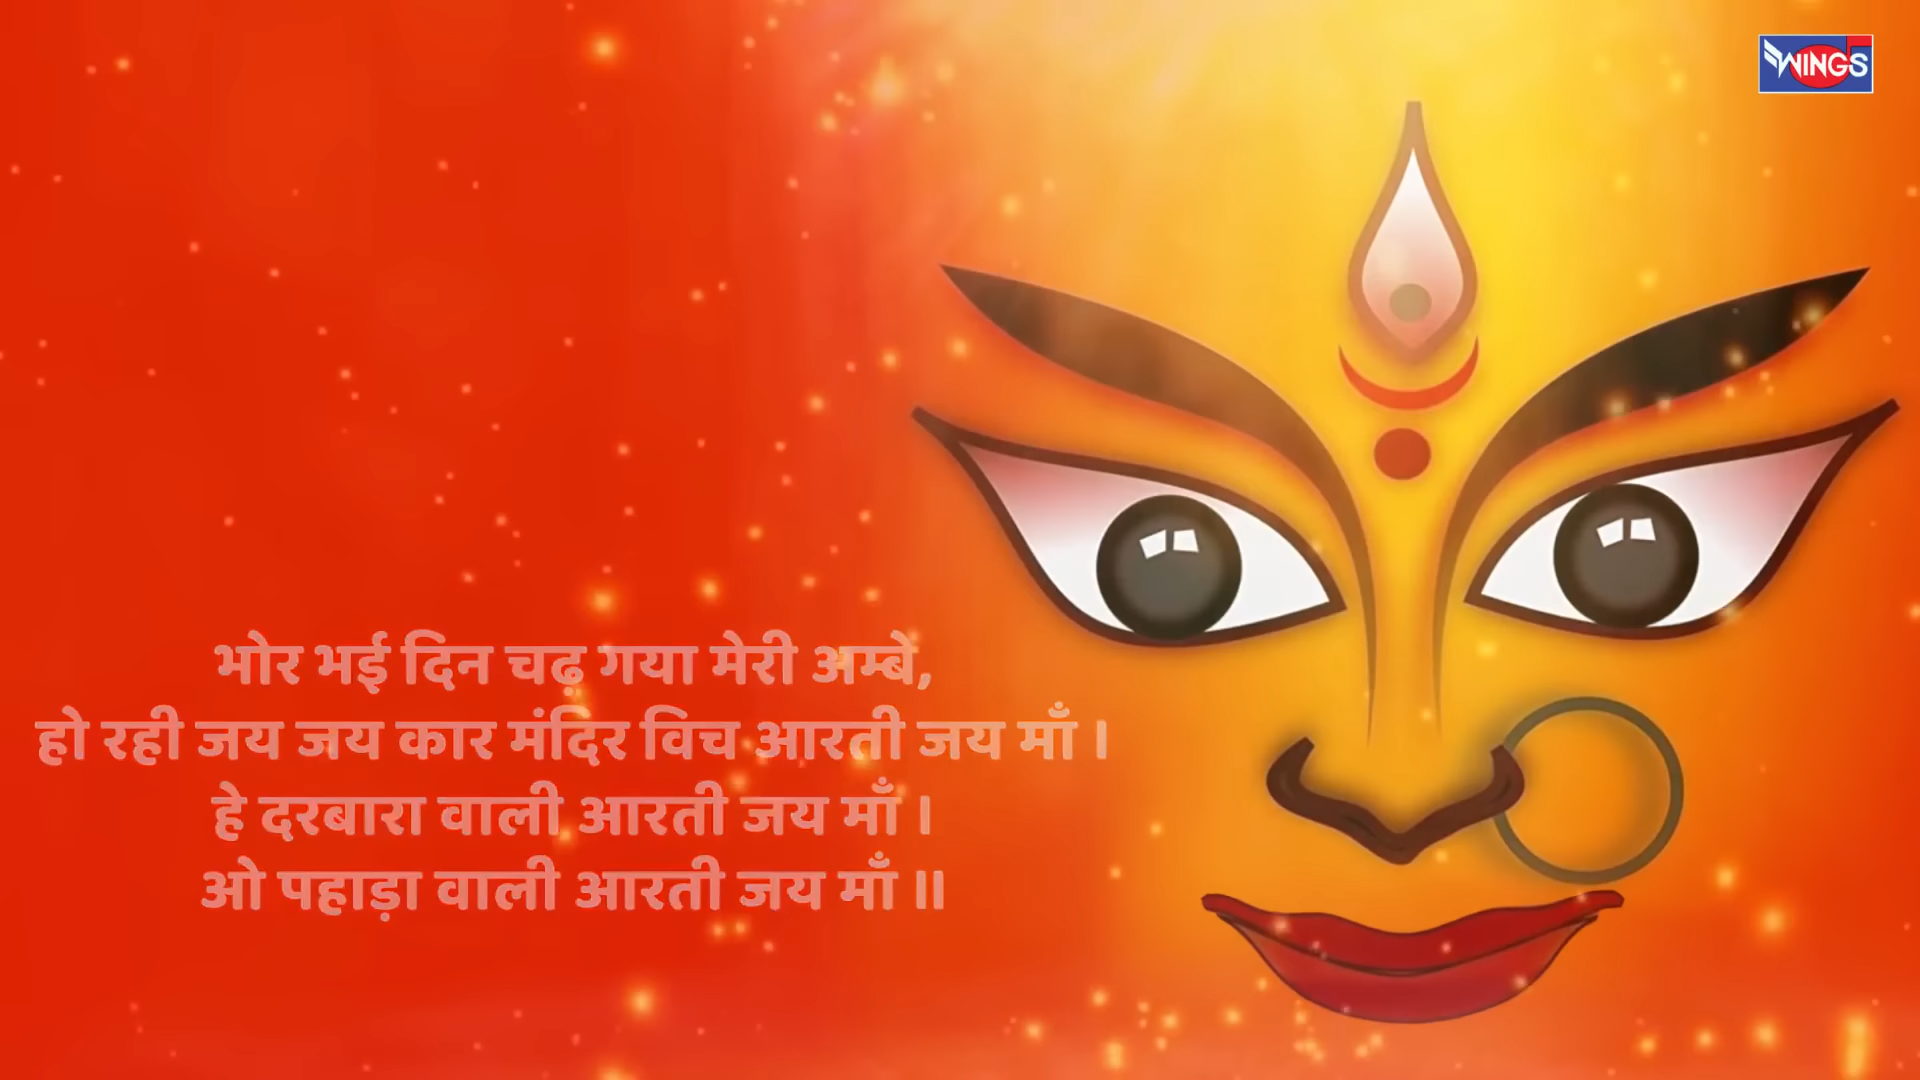 WINGS
भोर भई दिन चढ़ गया मेरी अम्बे,
हो रही जय जय कार मंदिर विच आरती जय माँ ।
हे दरबारा वाली आरती जय माँ ।
ओ पहाड़ा वाली आरती जय माँ ॥